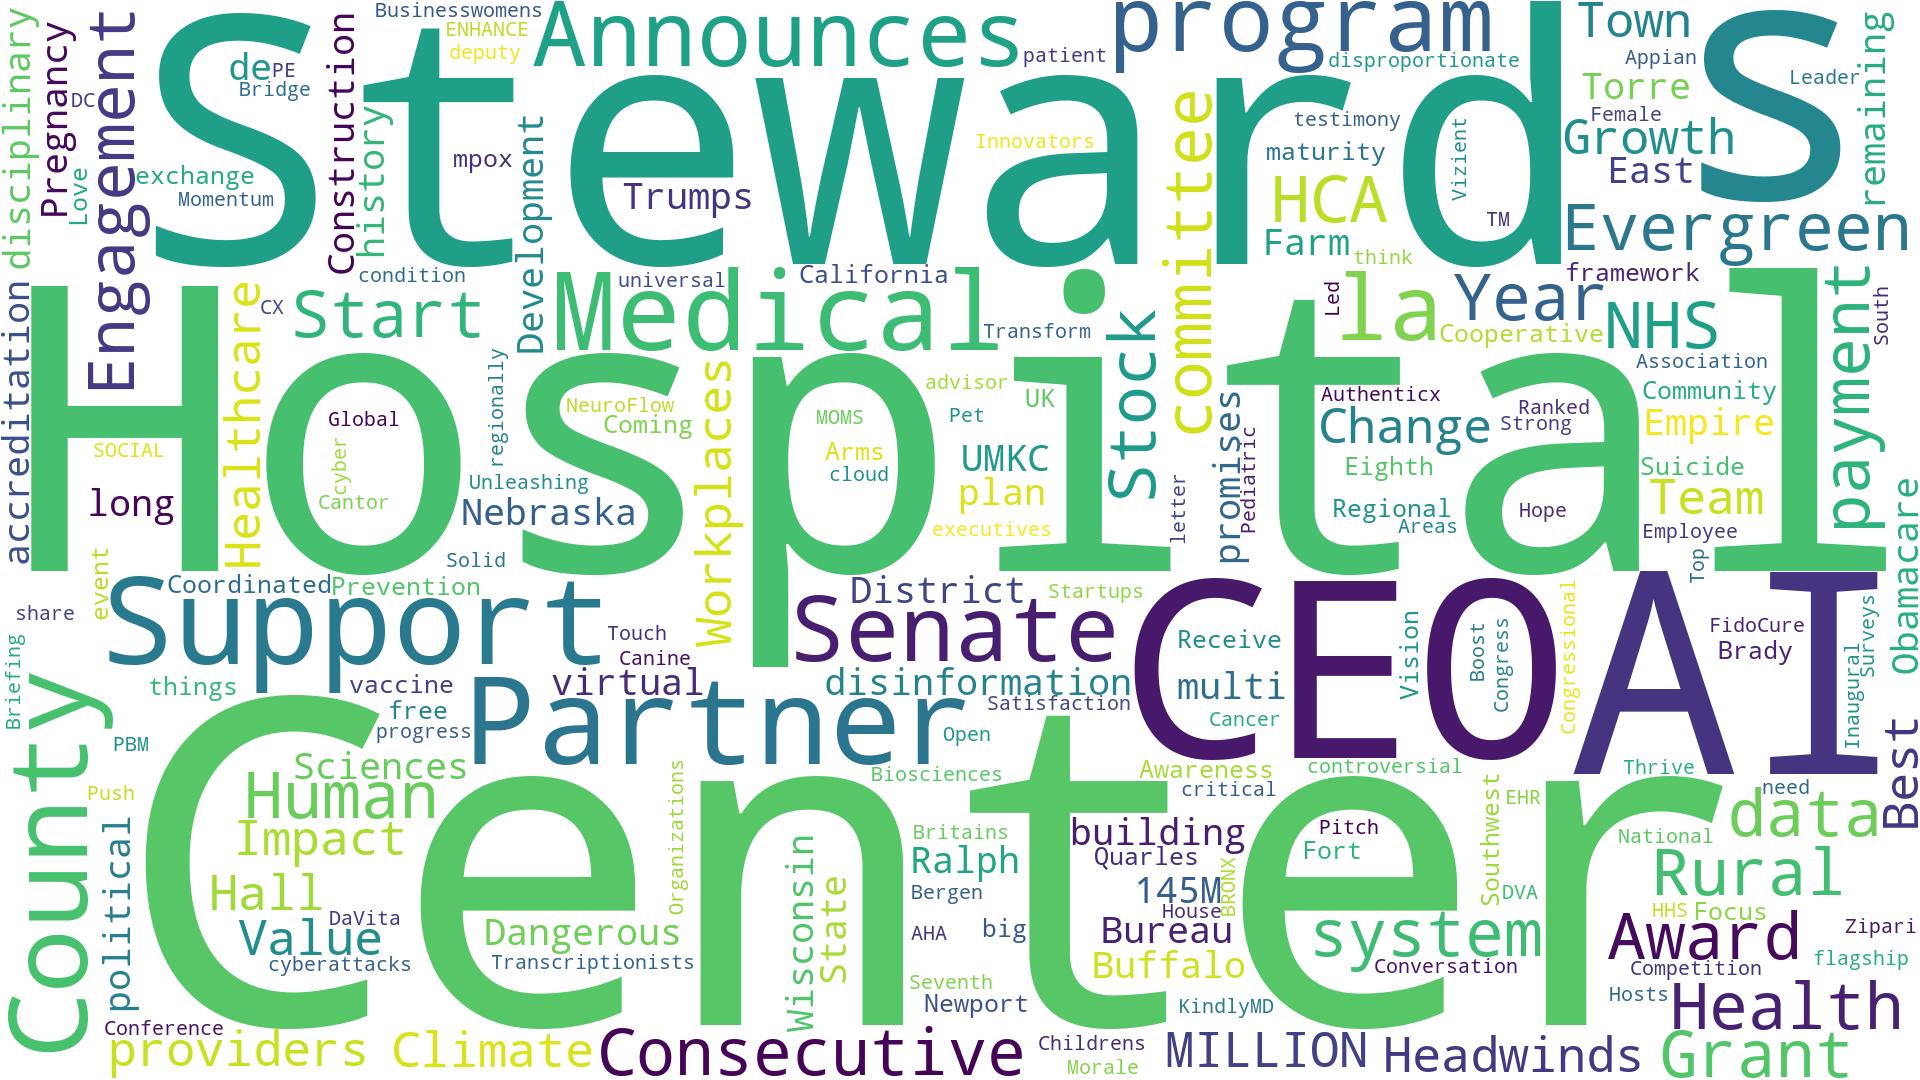 Businesswomens
ENHANCE
deputy
Announces
patient
program
disproportionate
Town
Appian
Torre
Leader
Female
Growth
East
remaining
disciplinary
Pregnancy
DC
Love
Engagement
exchange
Momentum
de
PE
Bridge
Construction
history
Stewards
S
mpox
Development
Trumps
Innovators
committee
testimony
maturity
HCA
Farm
think
Vizient
TM
Evergreen
framework
condition
CX
Start
universal
California
Medical
Transform
Stock
Led
la
Year
Cooperative
NHS
South
payment
Association
Community
accreditation
Healthcare
SOCIAL
long
Hospital
Global
cyber
Cantor
regionally
NeuroFlow
Coming
Unleashing
Nebraska
Solid
Workplaces
MOMS
Arms
cloud
advisor
UK
Pet
UMKC
plan
executives
letter
promises
Pediatric
Authenticx
Change
Ranked
Strong
Eighth
Regional
Areas
Hope
Empire
Suicide
Team
Employee
Top
Obamacare
share
event
Coordinated
Prevention
Support
Touch
Canine
District
Startups
Senate
CEO
AI
Receive
multi
Cancer
Vision
Boost
Congress
Congressional
FidoCure
Brady
Inaugural
Surveys
Briefing
County
things
vaccine
virtual
free
progress
disinformation
Satisfaction
Partner
Open
PBM
Push
political
Sciences
Human
Impact
Hall
Value
DaVita
cyberattacks
Center
Organizations
Dangerous
Transcriptionists
Wisconsin
State
Biosciences
Britains
Ralph
Bergen
AHA
big
Seventh
Newport
Awareness
critical
controversial
building
Quarles
145M
House
BRONX
Bureau
Buffalo
KindlyMD
Pitch
Fort
Southwest
EHR
DVA
system
Conversation
Thrive
need
data
Best
National
Rural
HHS
Focus
Award
Zipari
Competition
flagship
Hosts
Health
Conference
providers
Climate
Consecutive
Childrens
Morale
MILLION
Headwinds
Grant